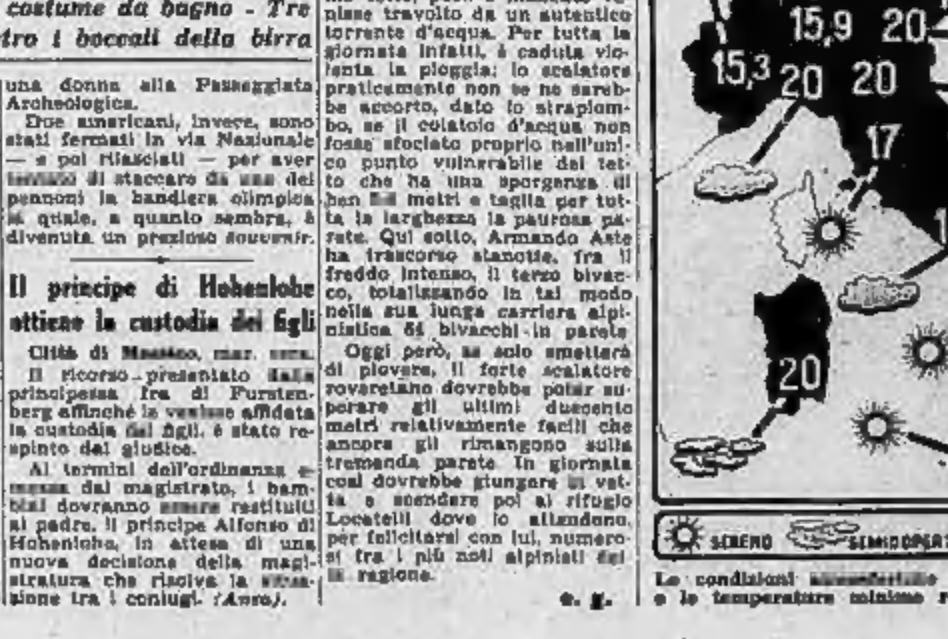 costume da bagno - Tre
tro i boccali della birra
una donna alla Passeggiata
Archeologica.
Due americani, invece, sono
stati fermati in via Nazionale
— e poi rilasciati — per aver
di staccare da uno dei
pennoni la bandiera olimpica
la quale, a quanto sembra, è
divenuta un prezioso souvenir.
Il principe di Hohenlohe
ottiene la custodia dei figli
Città di Messico, mar. sera.
Il ricorso presentato dalla
principessa Ira di Fursten-
berg affinché le venisse affidata
la custodia dei figli, è stato re-
spinto dal giudice.
Ai termini dell'ordinanza e-
messa dal magistrato, i bam-
bini dovranno essere restituiti
al padre, il principe Alfonso di
Hohenlohe, in attesa di una
nuova decisione della magi-
stratura che risolva la situa-
zione tra i coniugi. (Ansa).
nisse travolto da un autentico
torrente d'acqua. Per tutta la
giornata infatti, è caduta vio-
lenta la pioggia; lo scalatore
praticamente non se ne sareb-
be accorto, dato lo strapiom-
bo, se il colatoio d'acqua non
fosse sfociato proprio nell'uni-
co punto vulnerabile del tet-
to che ha una sporgenza di
ben metri e taglia per tut-
ta la larghezza la paurosa pa-
rete. Qui sotto, Armando Aste
ha trascorso stanotte, fra il
freddo intenso, il terzo bivac-
co, totalizzando in tal modo
nella sua lunga carriera alpi-
nistica 51 bivacchi in parete
Oggi però, se solo smetterà
di piovere, il forte scalatore
roveretano dovrebbe poter su-
perare gli ultimi duecento
metri relativamente facili che
ancora gli rimangono sulla
tremenda parete. In giornata
così dovrebbe giungere in vet-
ta e scendere poi al rifugio
Locatelli dove lo attendono,
per felicitarsi con lui, numero-
si fra i più noti alpinisti del-
la regione.
e. g.
15,9 20
15,3 20 20
17
20
SERENO SEMICOPERT
Le condizioni
e le temperature minime